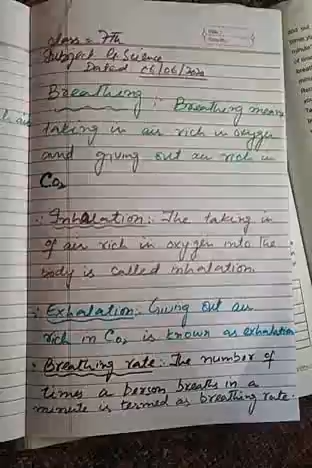 class = 7th
Subject G. Science
Dated 06/06/2020
Breathing : Breathing means
taking in air rich in oxygen
and giving out air rich in
Co2
Inhalation: The taking in
of air rich in oxygen into the
body is called inhalation.
Exhalation: Giving out air
rich in Co2 is known as exhalation
Breathing rate: The number of
times a person breaths in a
minute is termed as breathing rate.